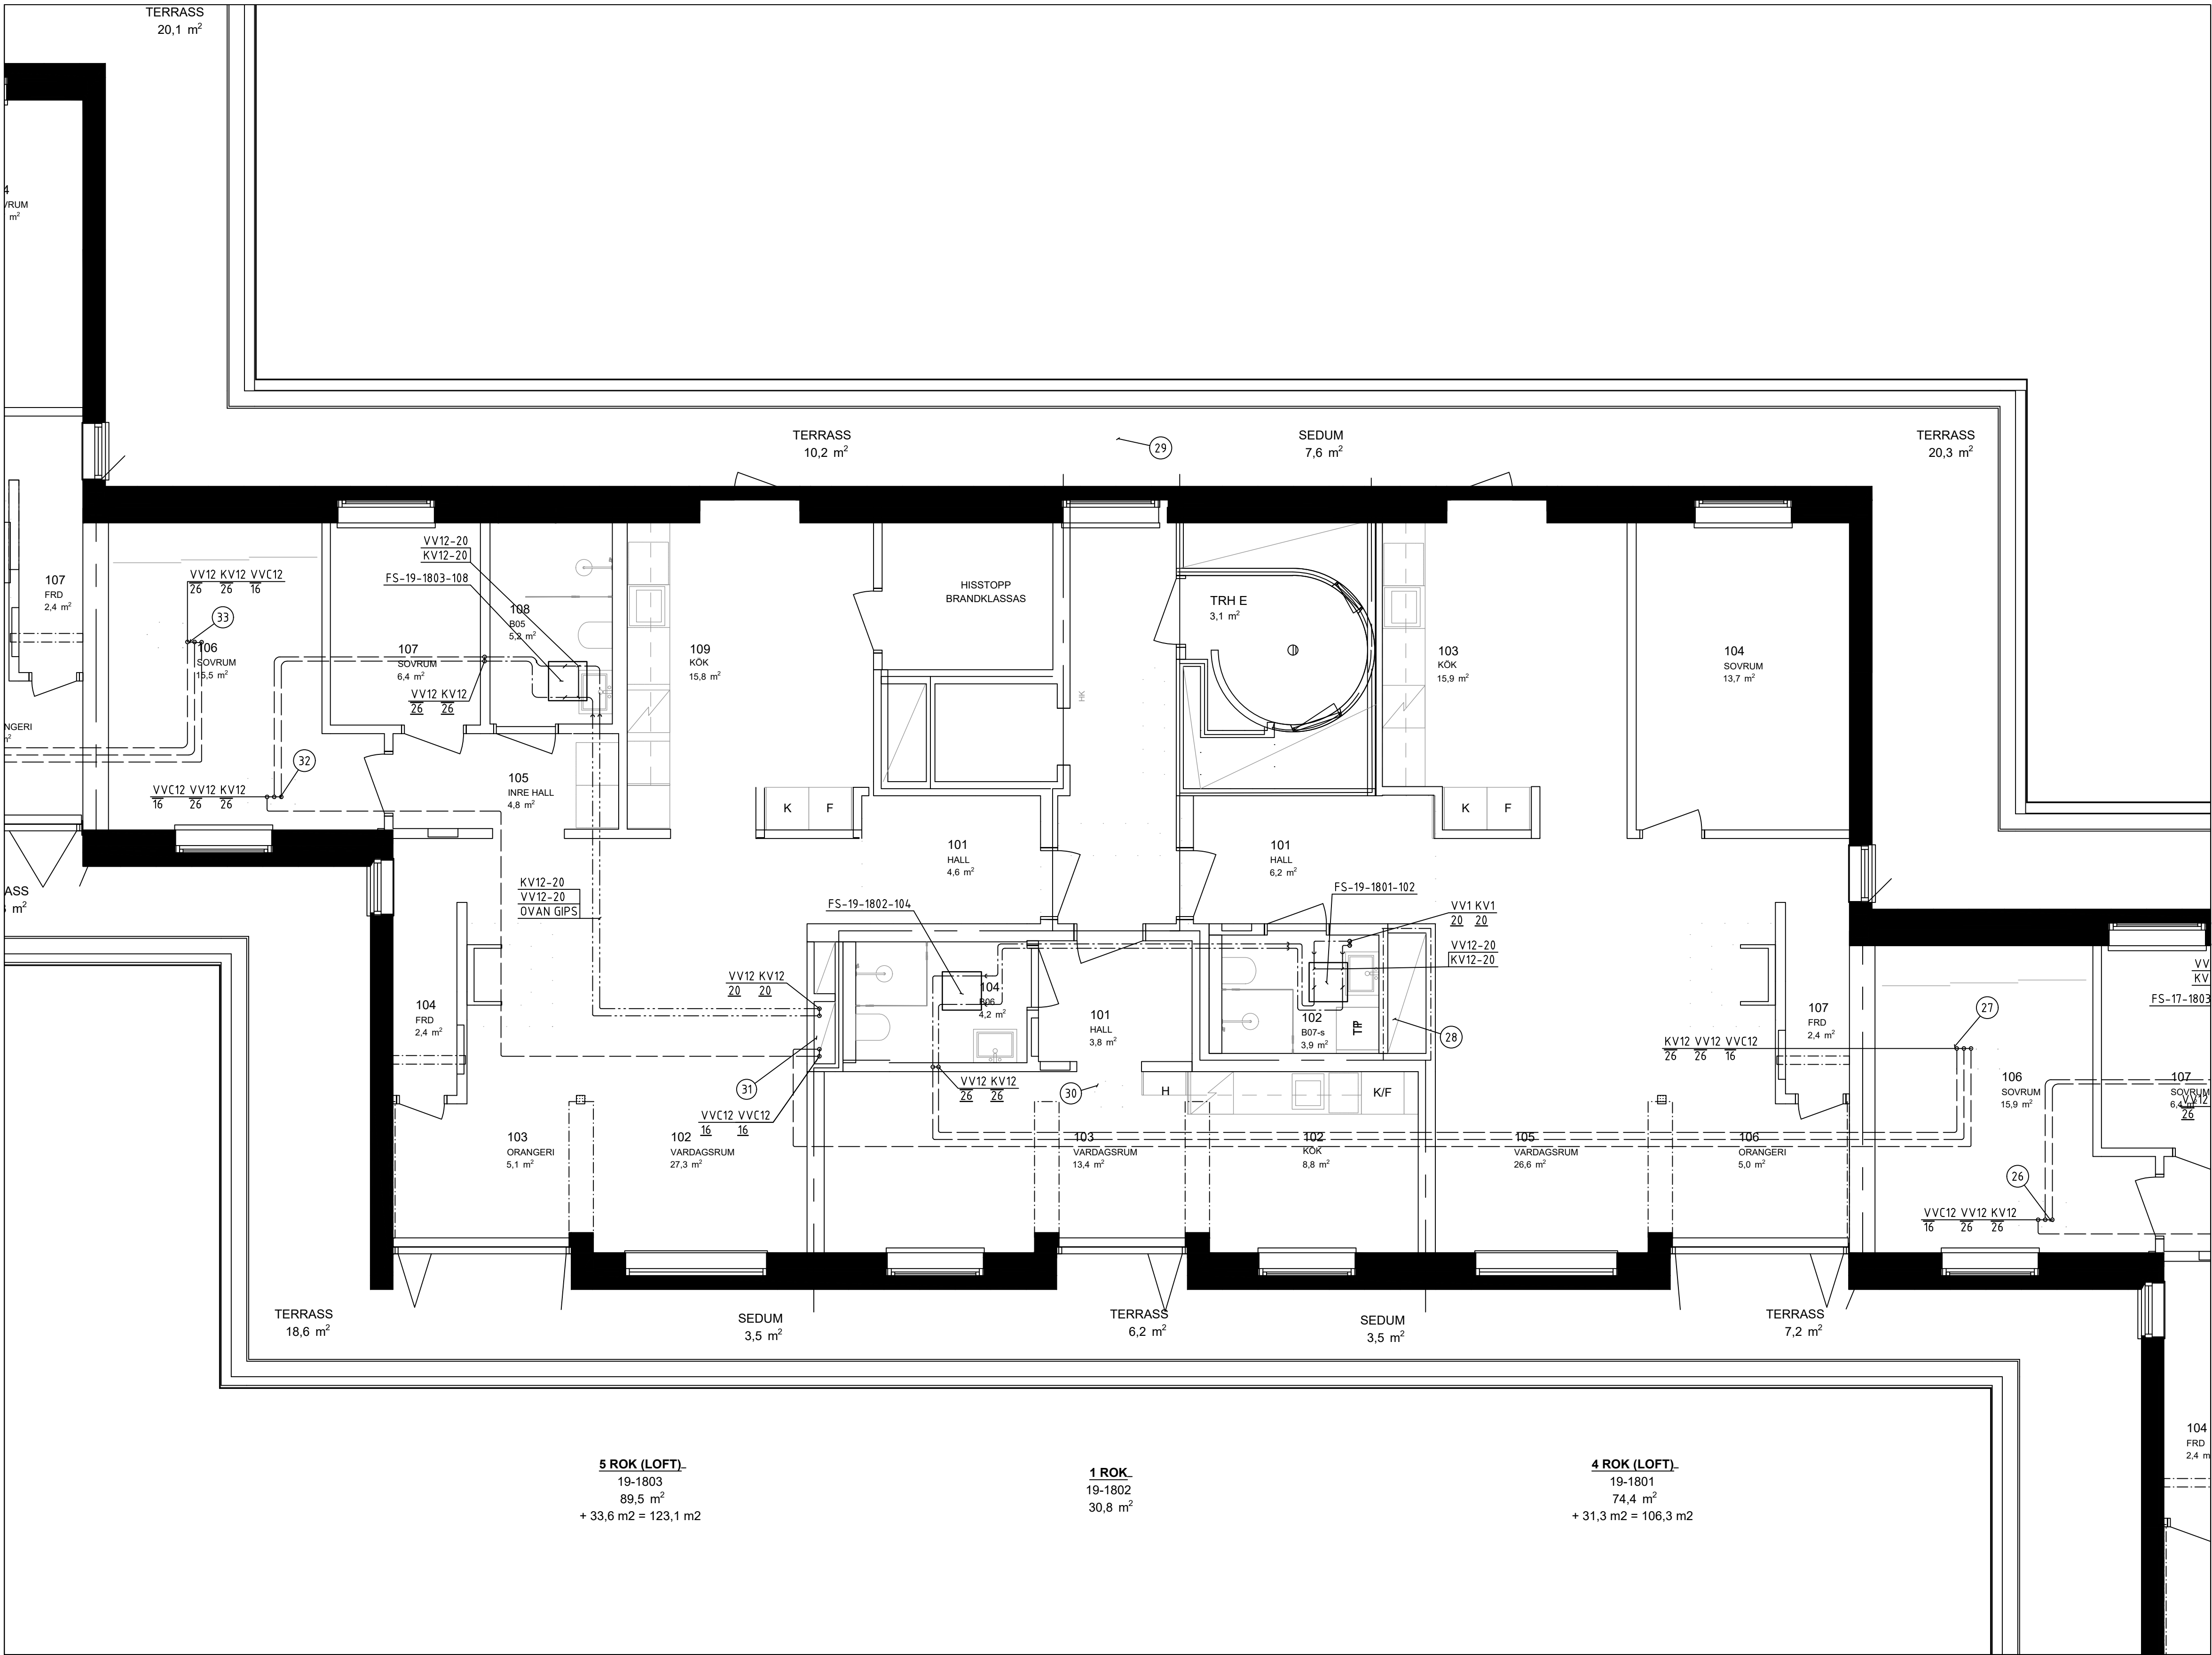 TERRASS
20,1 m²
TERRASS
10,2 m²
29
SEDUM
7,6 m²
TERRASS
20,3 m²
4
m²
107
FRD
2,4 m²
VV12 KV12 VVC12
26 26 16
33
106
SOVRUM
15,5 m²
VV12-20
KV12-20
FS-19-1803-108
108
B05
5,2 m²
107
SOVRUM
6,4 m²
VV12 KV12
26 26
109
KÖK
15,8 m²
HISSTOPP
BRANDKLASSAS
HK
TRH E
3,1 m²
103
KÖK
15,9 m²
104
SOVRUM
13,7 m²
32
VVC12 VV12 KV12
16 26 26
105
INRE HALL
4,8 m²
K F
K F
101
HALL
4,6 m²
101
HALL
6,2 m²
KV12-20
VV12-20
OVAN GIPS
FS-19-1802-104
FS-19-1801-102
VV1 KV1
20 20
VV12-20
KV12-20
VV12 KV12
20 20
104
B06
4,2 m²
104
FRD
2,4 m²
101
HALL
3,8 m²
102
B07-s
3,9 m²
28
107
FRD
2,4 m²
27
KV12 VV12 VVC12
26 26 16
FS-17-1803
31
VV12 KV12
26 26
30
H
K/F
VVC12 VVC12
16 16
106
SOVRUM
15,9 m²
107
SOVRUM
103
ORANGERI
5,1 m²
102
VARDAGSRUM
27,3 m²
103
VARDAGSRUM
13,4 m²
102
KÖK
8,8 m²
105
VARDAGSRUM
26,6 m²
106
ORANGERI
5,0 m²
26
26
VVC12 VV12 KV12
16 26 26
TERRASS
18,6 m²
SEDUM
3,5 m²
TERRASS
6,2 m²
SEDUM
3,5 m²
TERRASS
7,2 m²
104
FRD
2,4 m
5 ROK (LOFT)
19-1803
89,5 m²
+ 33,6 m2 = 123,1 m2
1 ROK
19-1802
30,8 m²
4 ROK (LOFT)
19-1801
74,4 m²
+ 31,3 m2 = 106,3 m2